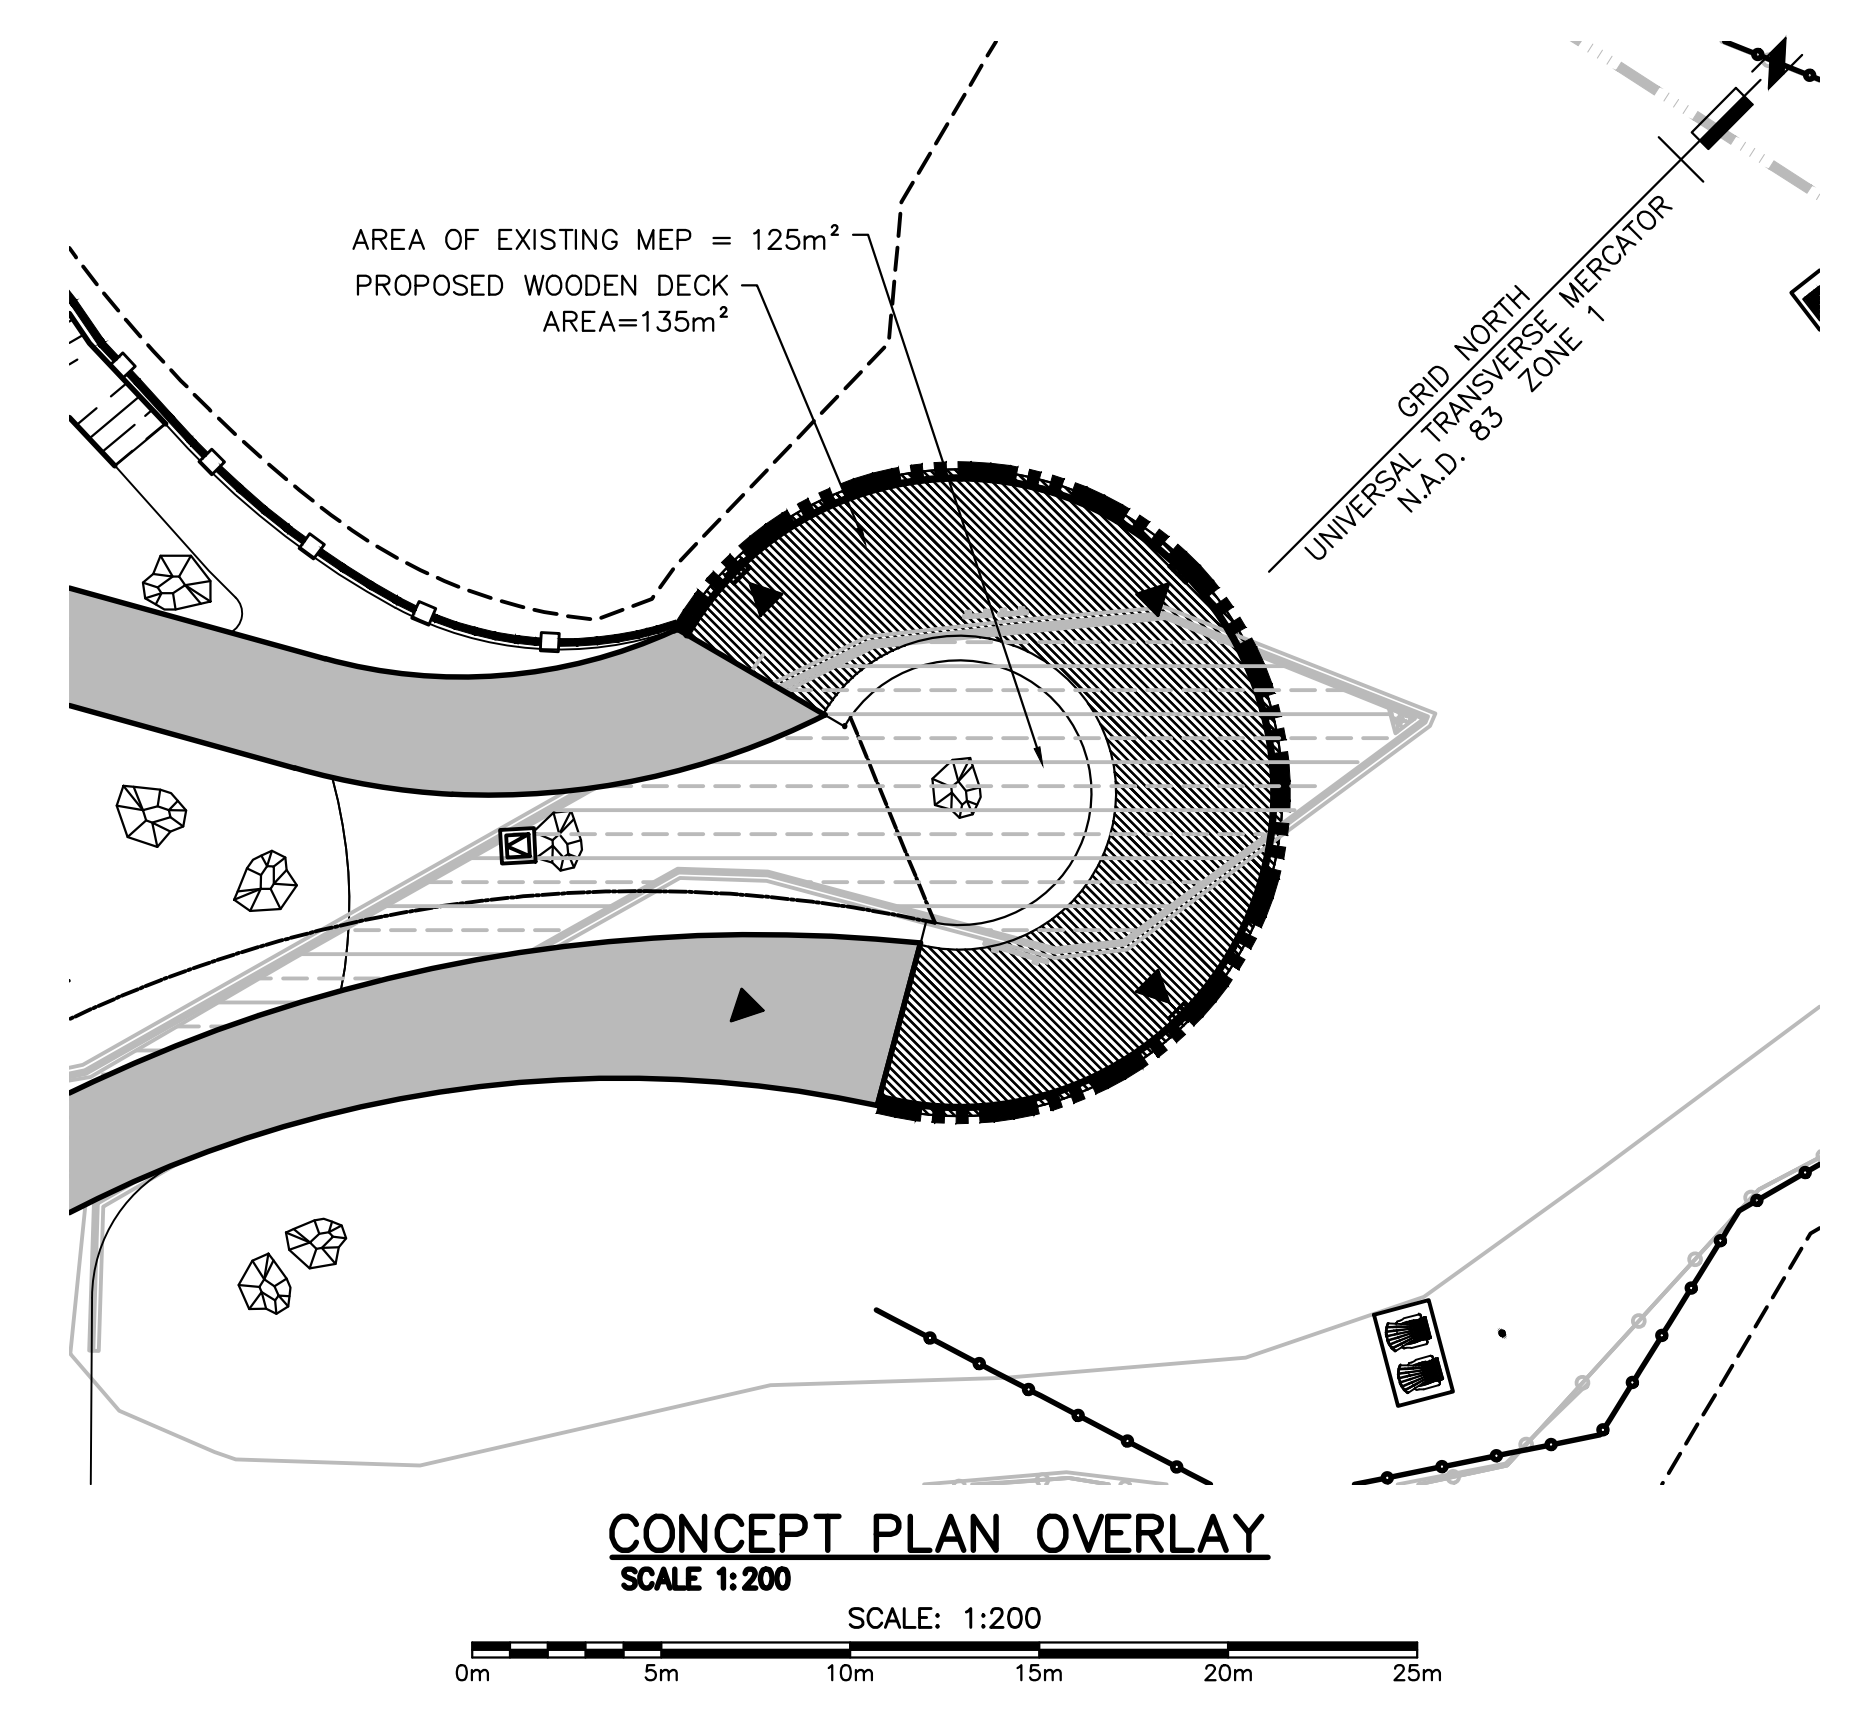 AREA OF EXISTING MEP = 125m²
PROPOSED WOODEN DECK
AREA=135m²
GRID NORTH
UNIVERSAL TRANSVERSE MERCATOR
N.A.D. 83 ZONE 1
CONCEPT PLAN OVERLAY
SCALE 1:200
SCALE: 1:200
0m 5m 10m 15m 20m 25m